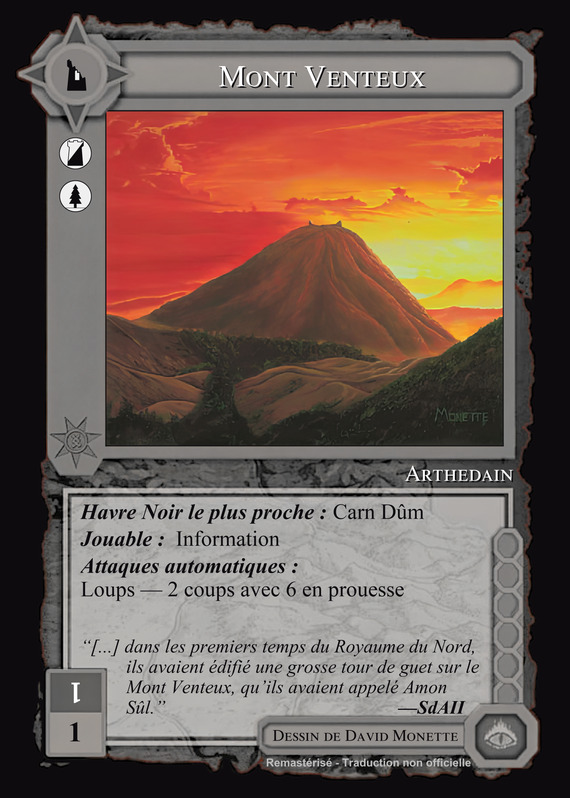 Mont Venteux
Monette
Arthedain
Havre Noir le plus proche : Carn Dûm
Jouable : Information
Attaques automatiques :
Loups — 2 coups avec 6 en prouesse
“[...] dans les premiers temps du Royaume du Nord,
ils avaient édifié une grosse tour de guet sur le
Mont Venteux, qu’ils avaient appelé Amon
Sûl.” —SdAII
1
1
Dessin de David Monette
Remastérisé - Traduction non officielle